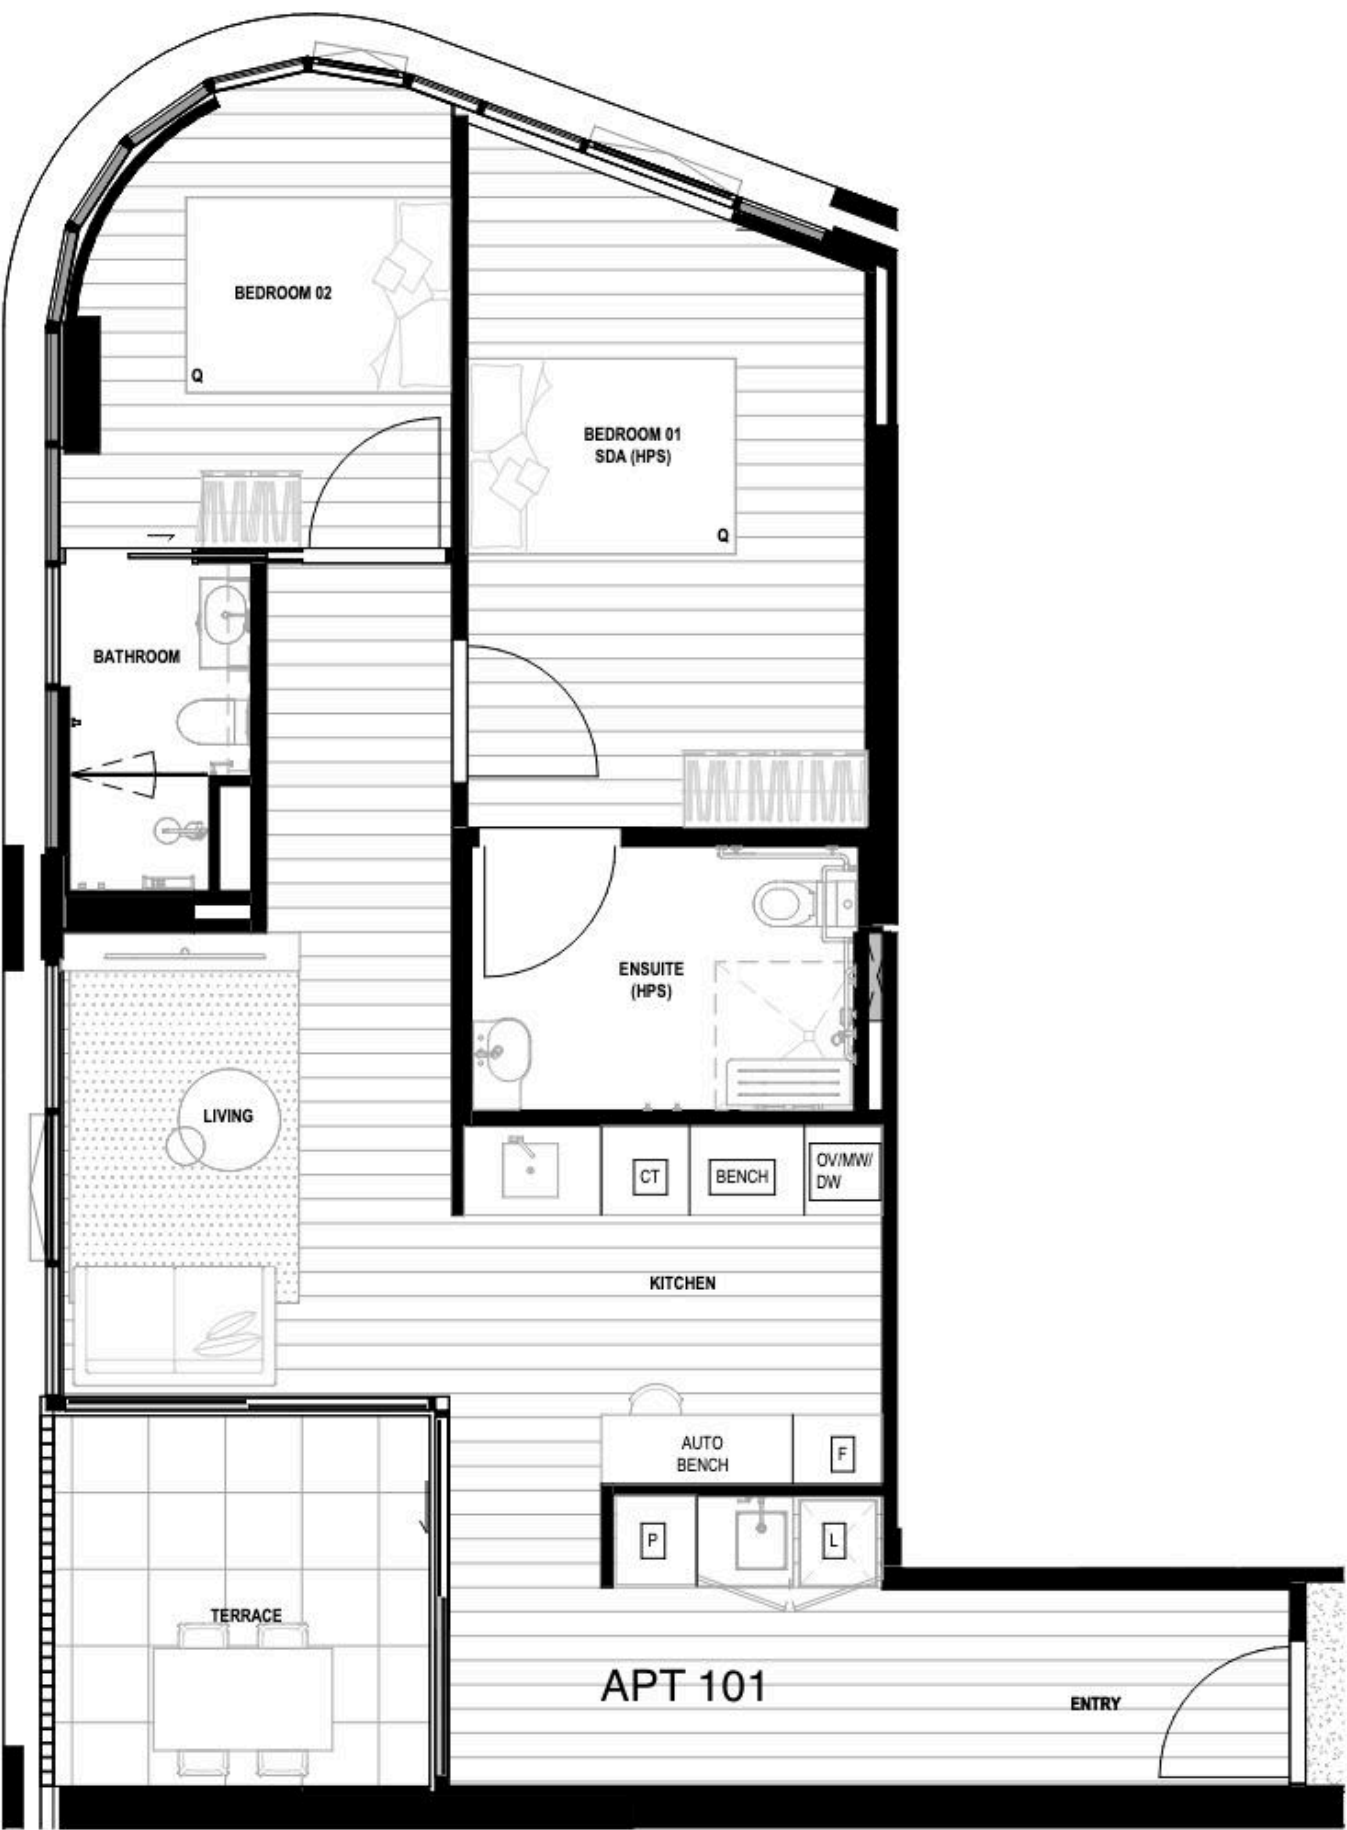 BEDROOM 02
Q
BEDROOM 01
SDA (HPS)
Q
BATHROOM
ENSUITE
(HPS)
LIVING
CT
BENCH
OV/MW/
DW
KITCHEN
AUTO
BENCH
F
P
L
TERRACE
APT 101
ENTRY